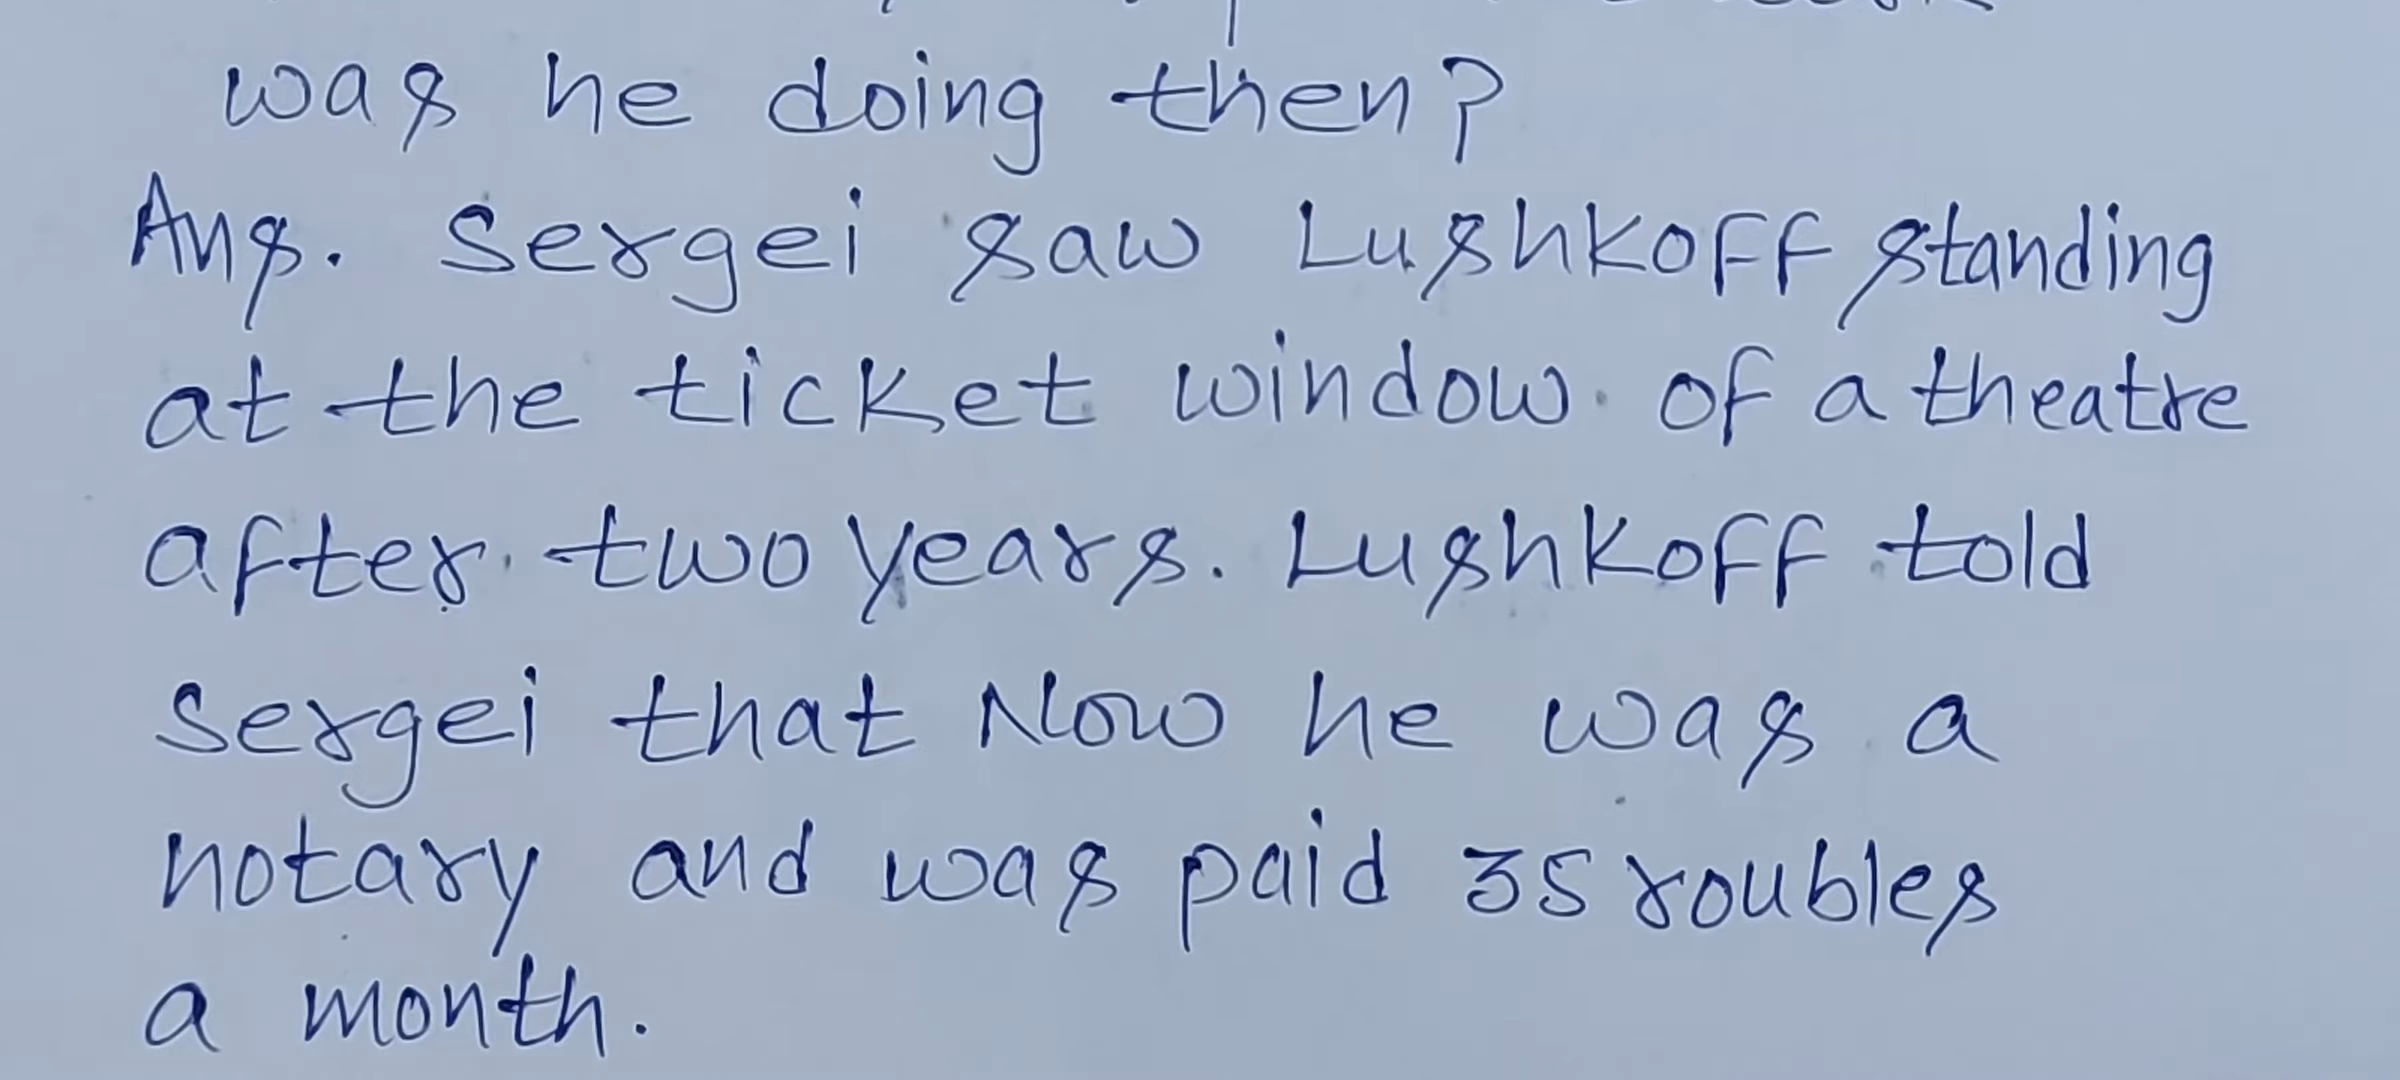 was he doing then?
Ans. Sergei saw Lushkoff standing
at the ticket window of a theatre
after two years. Lushkoff told
Sergei that Now he was a
notary and was paid 35 roubles
a month.